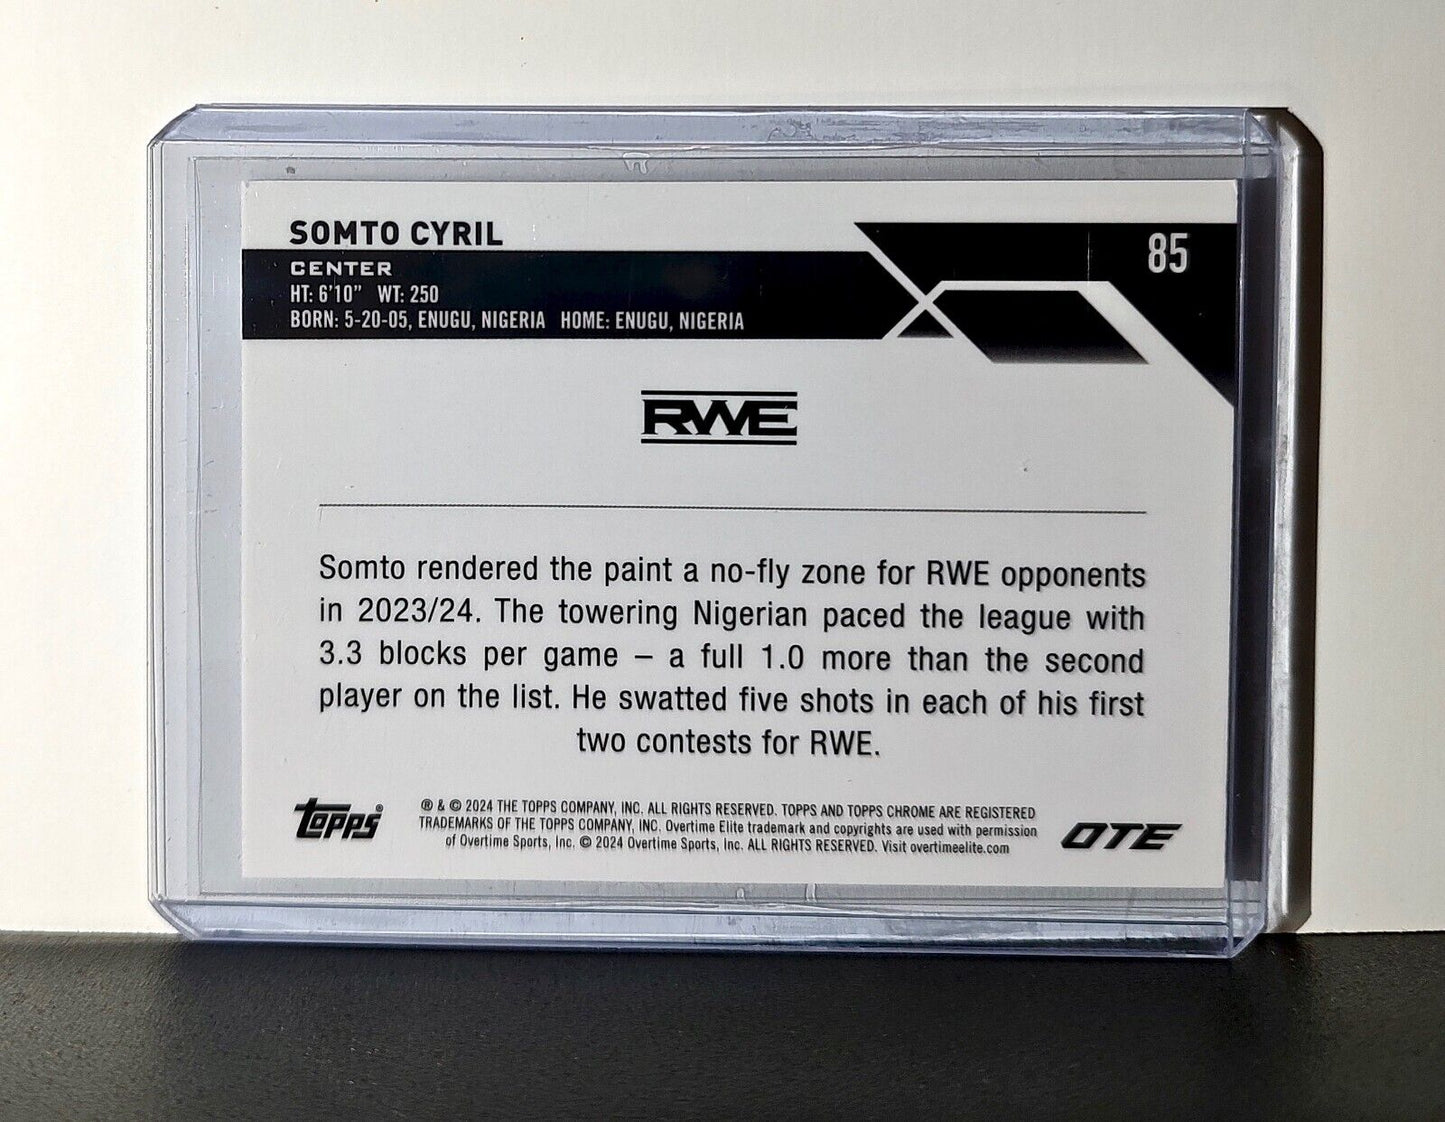 SOMTO CYRIL
85
CENTER
HT: 6'10" WT: 250
BORN: 5-20-05, ENUGU, NIGERIA HOME: ENUGU, NIGERIA
RWE
Somto rendered the paint a no-fly zone for RWE opponents
in 2023/24. The towering Nigerian paced the league with
3.3 blocks per game – a full 1.0 more than the second
player on the list. He swatted five shots in each of his first
two contests for RWE.
Topps®
® & © 2024 THE TOPPS COMPANY, INC. ALL RIGHTS RESERVED. TOPPS AND TOPPS CHROME ARE REGISTERED
TRADEMARKS OF THE TOPPS COMPANY, INC. Overtime Elite trademark and copyrights are used with permission
of Overtime Sports, Inc. © 2024 Overtime Sports, Inc. ALL RIGHTS RESERVED. Visit overtimeelite.com
OTE